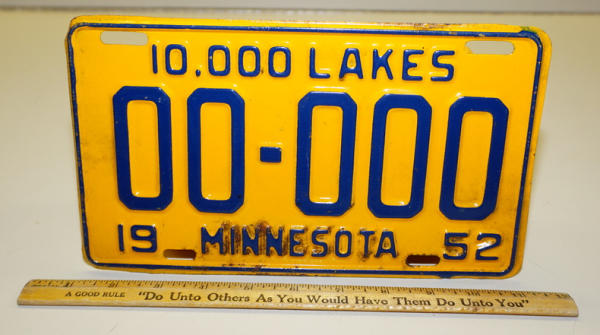 10,000 LAKES
00-000
19 MINNESOTA 52
A GOOD RULE "Do Unto Others As You Would Have Them Do Unto You"